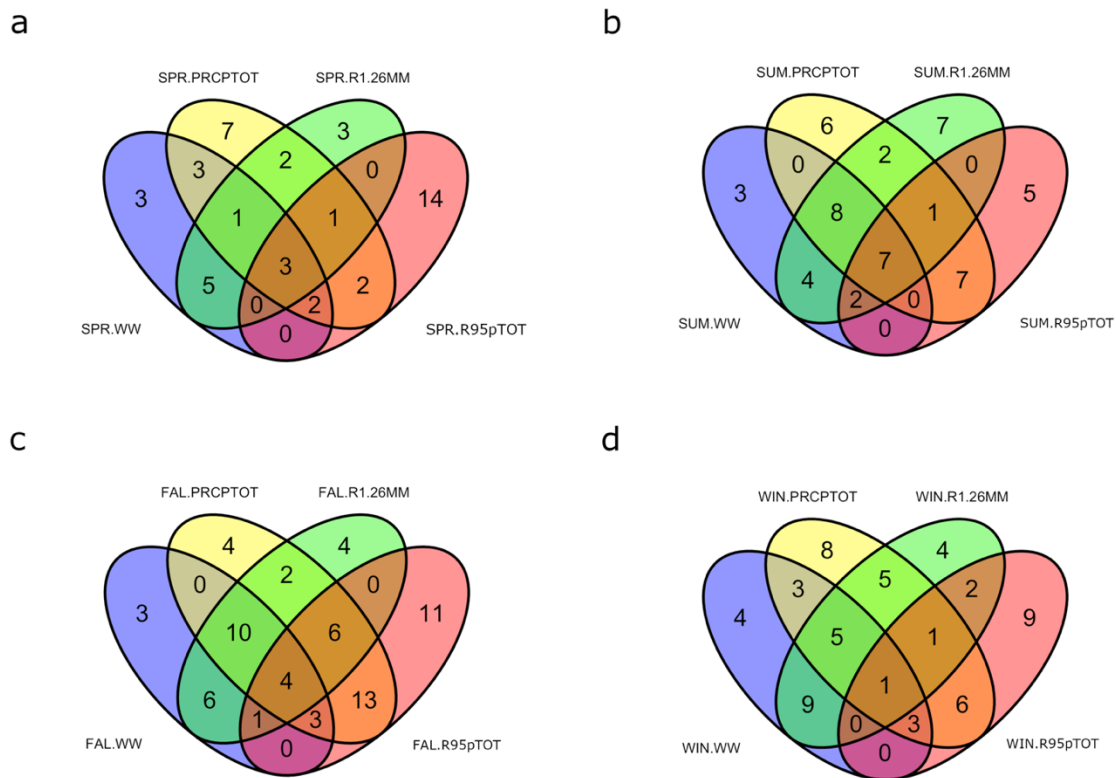 a
SPR.PRCPTOT SPR.R1.26MM
7 3
3 2 0
3 14
1 1
3
5 2
0 2
SPR.WW 0 SPR.R95pTOT
b
SUM.PRCPTOT SUM.R1.26MM
6 7
0 2 0
3 5
8 1
7
4 7
2 0
SUM.WW 0 SUM.R95pTOT
c
FAL.PRCPTOT FAL.R1.26MM
4 4
0 2 0
3 11
10 6
4
6 13
1 3
FAL.WW 0 FAL.R95pTOT
d
WIN.PRCPTOT WIN.R1.26MM
8 4
3 5 2
4 9
5 1
1
9 6
0 3
WIN.WW 0 WIN.R95pTOT